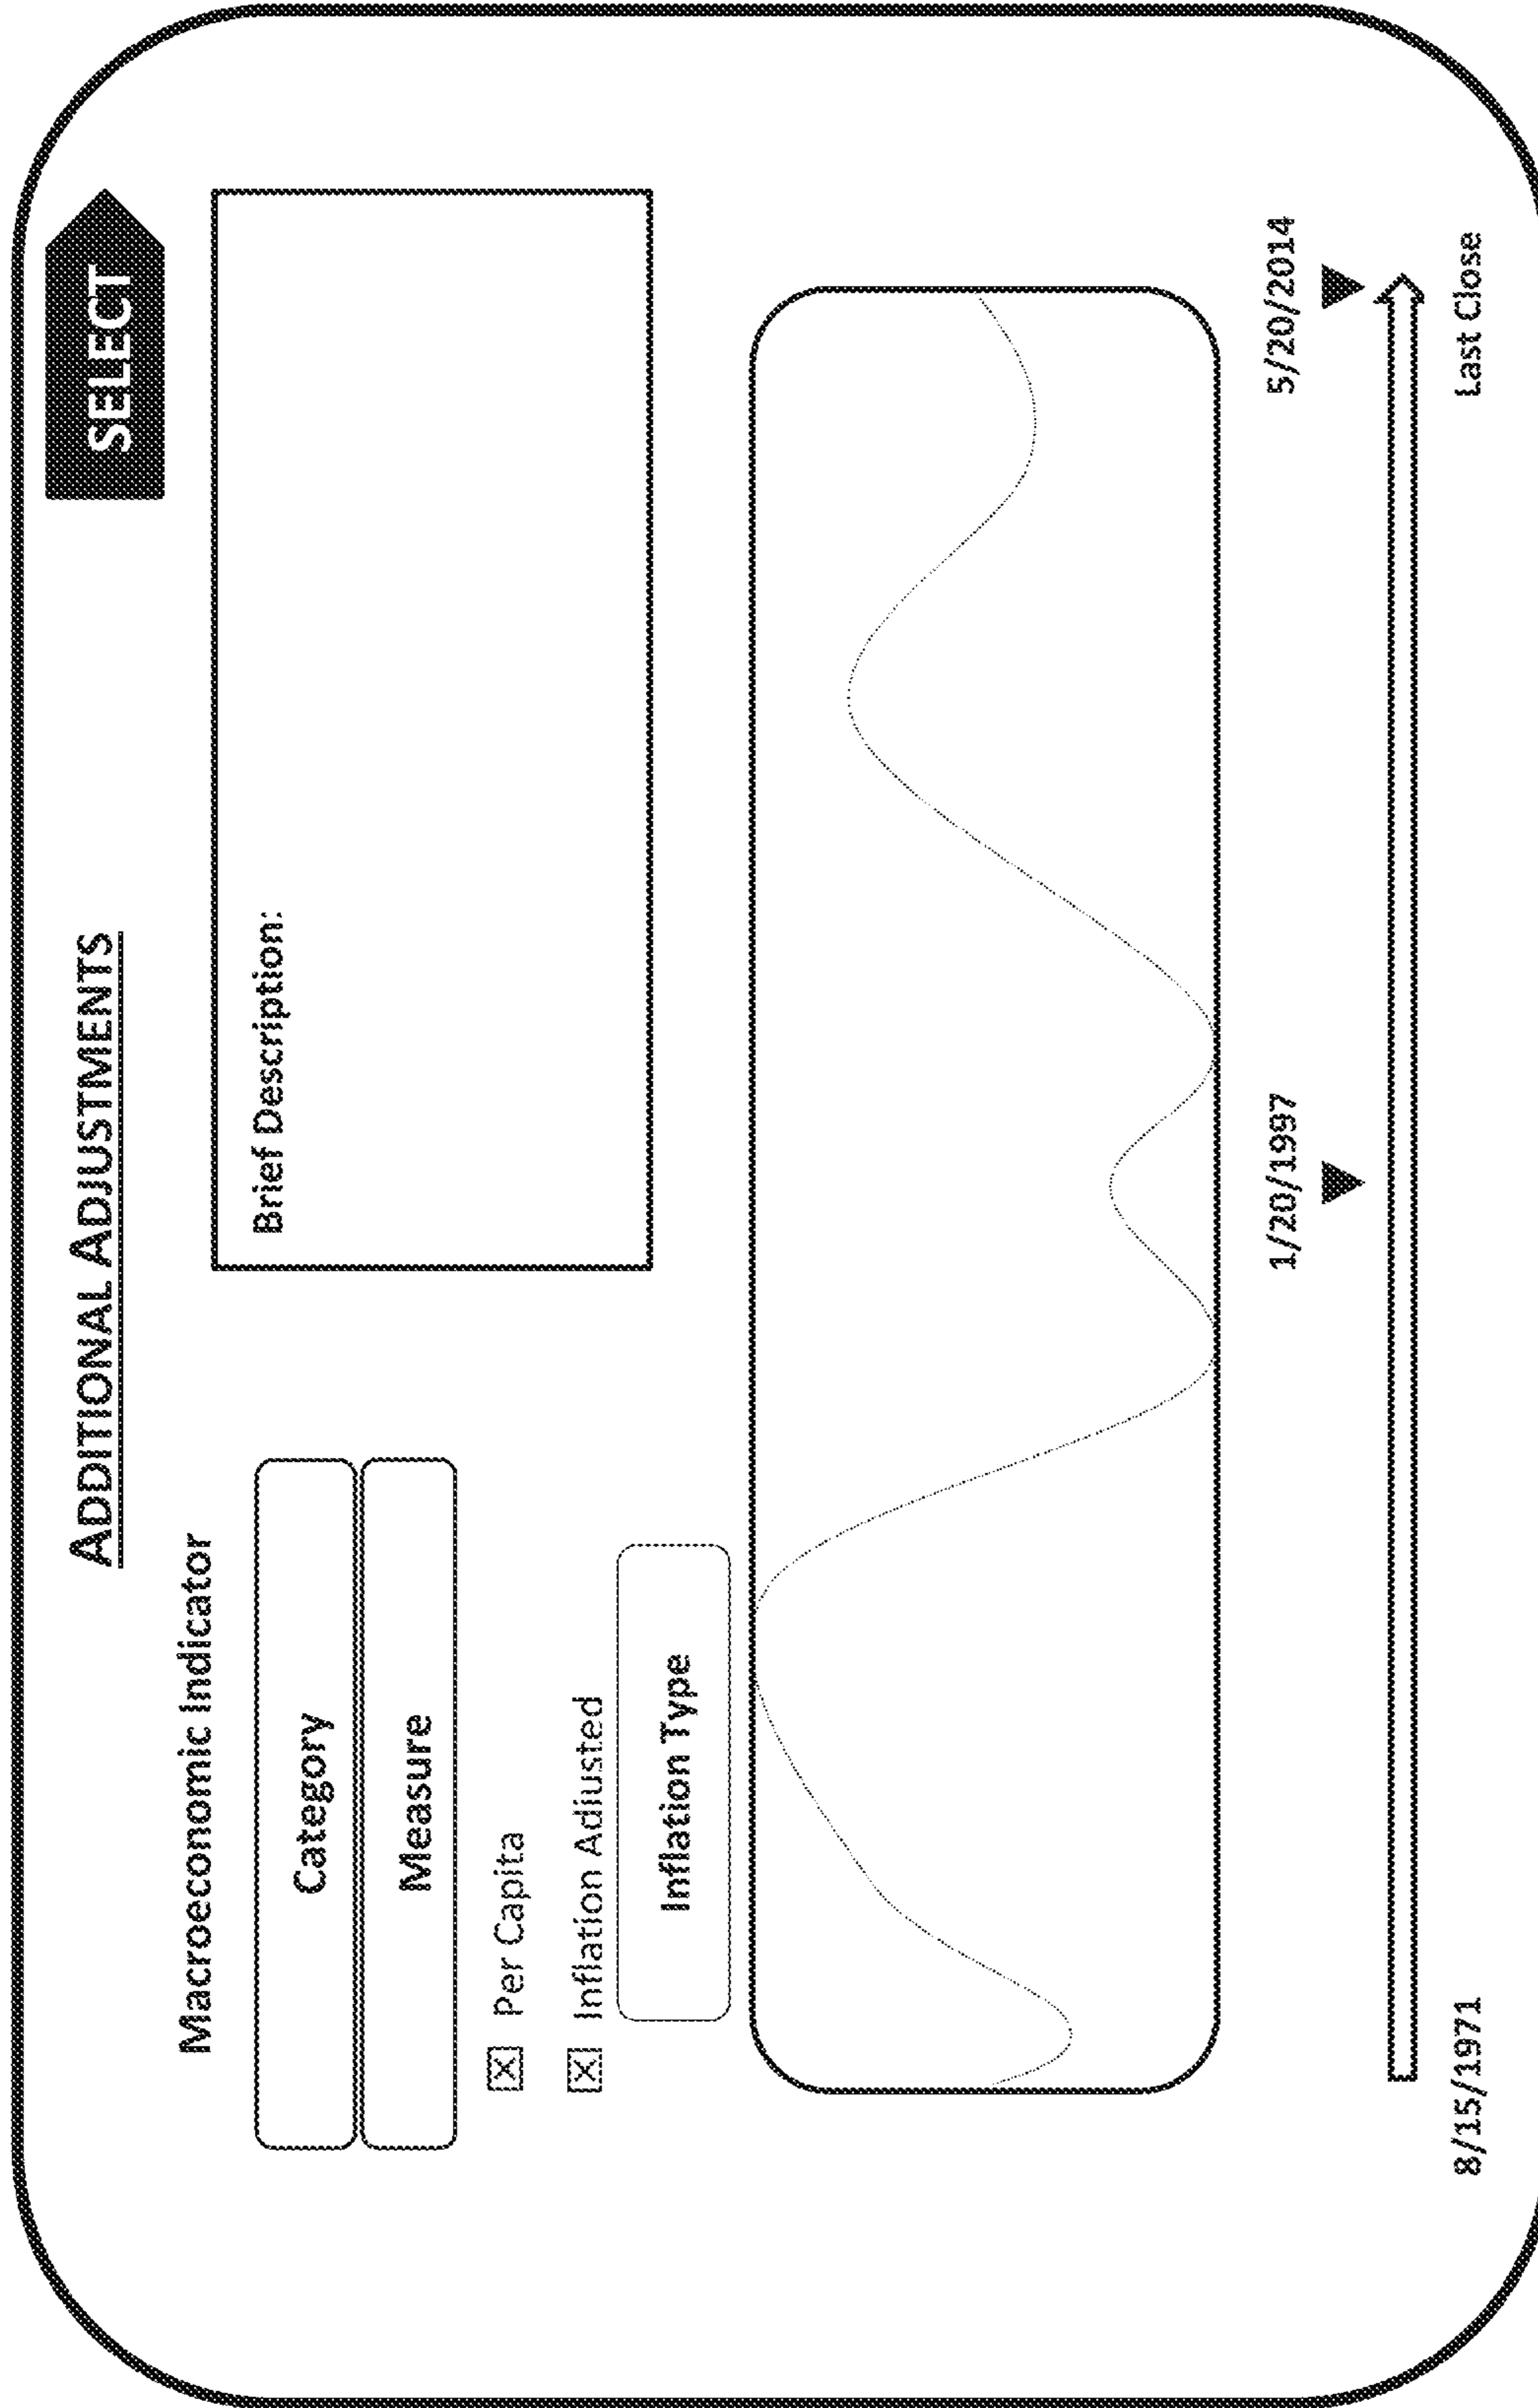 ADDITIONAL ADJUSTMENTS
SELECT
Macroeconomic Indicator
Category
Measure
Per Capita
Inflation Adjusted
Inflation Type
Brief Description:
1/20/1997
5/20/2014
8/15/1971
Last Close